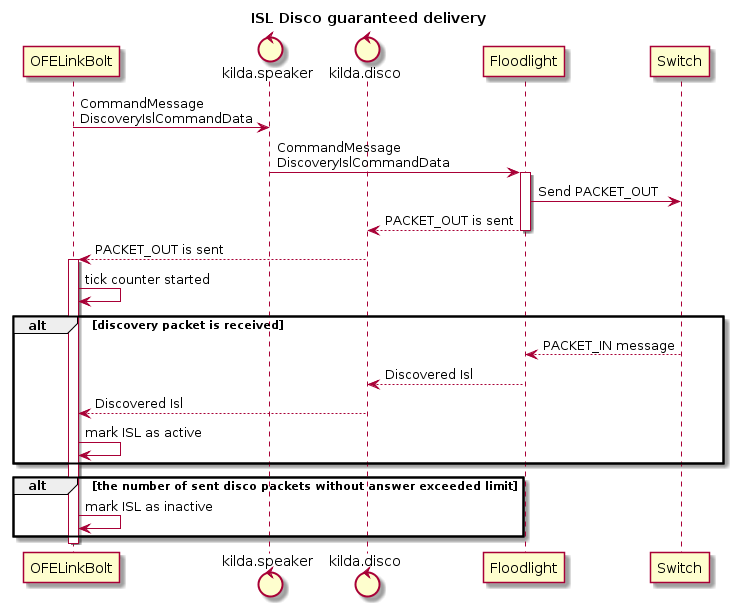 ISL Disco guaranteed delivery
OFELinkBolt
kilda.speaker
kilda.disco
Floodlight
Switch
CommandMessage
DiscoveryIslCommandData
CommandMessage
DiscoveryIslCommandData
Send PACKET_OUT
PACKET_OUT is sent
PACKET_OUT is sent
tick counter started
alt [discovery packet is received]
PACKET_IN message
Discovered Isl
Discovered Isl
mark ISL as active
alt [the number of sent disco packets without answer exceeded limit]
mark ISL as inactive
OFELinkBolt
kilda.speaker
kilda.disco
Floodlight
Switch